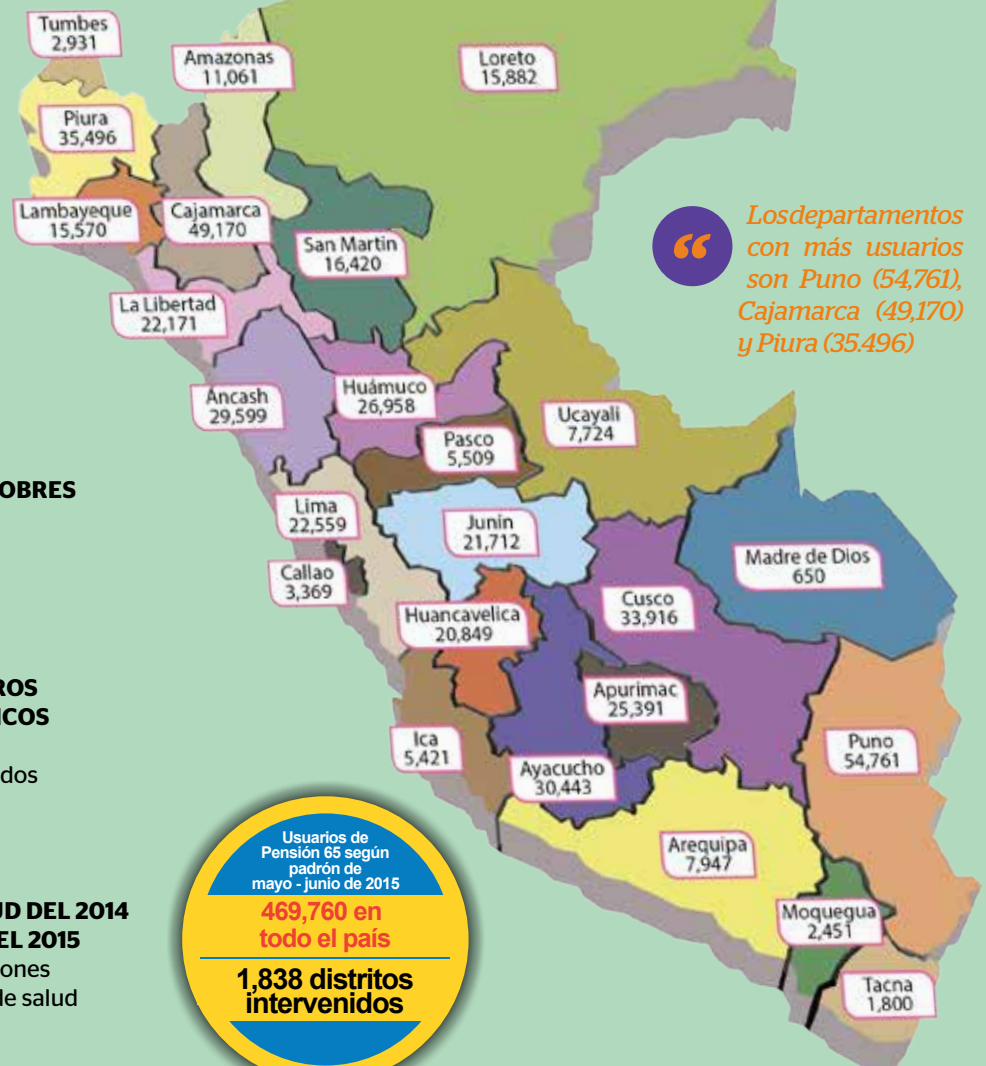 Tumbes
2,931
Amazonas
11,061
Loreto
15,882
Piura
35,496
Lambayeque
15,570
Cajamarca
49,170
San Martin
16,420
La Libertad
22,171
“
Losdepartamentos
con más usuarios
son Puno (54,761),
Cajamarca (49,170)
y Piura (35.496)
Áncash
29,599
Huámuco
26,958
Ucayali
7,724
Pasco
5,509
OBRES
Lima
22,559
Junín
21,712
Madre de Dios
650
Callao
3,369
Huancavelica
20,849
Cusco
33,916
ROS
ICOS
dos
Apurimac
25,391
Ica
5,421
Ayacucho
30,443
Puno
54,761
Arequipa
7,947
Moquegua
2,451
Tacna
1,800
UD DEL 2014
EL 2015
ones
de salud
Usuarios de
Pensión 65 según
padrón de
mayo - junio de 2015
469,760 en
todo el país
1,838 distritos
intervenidos